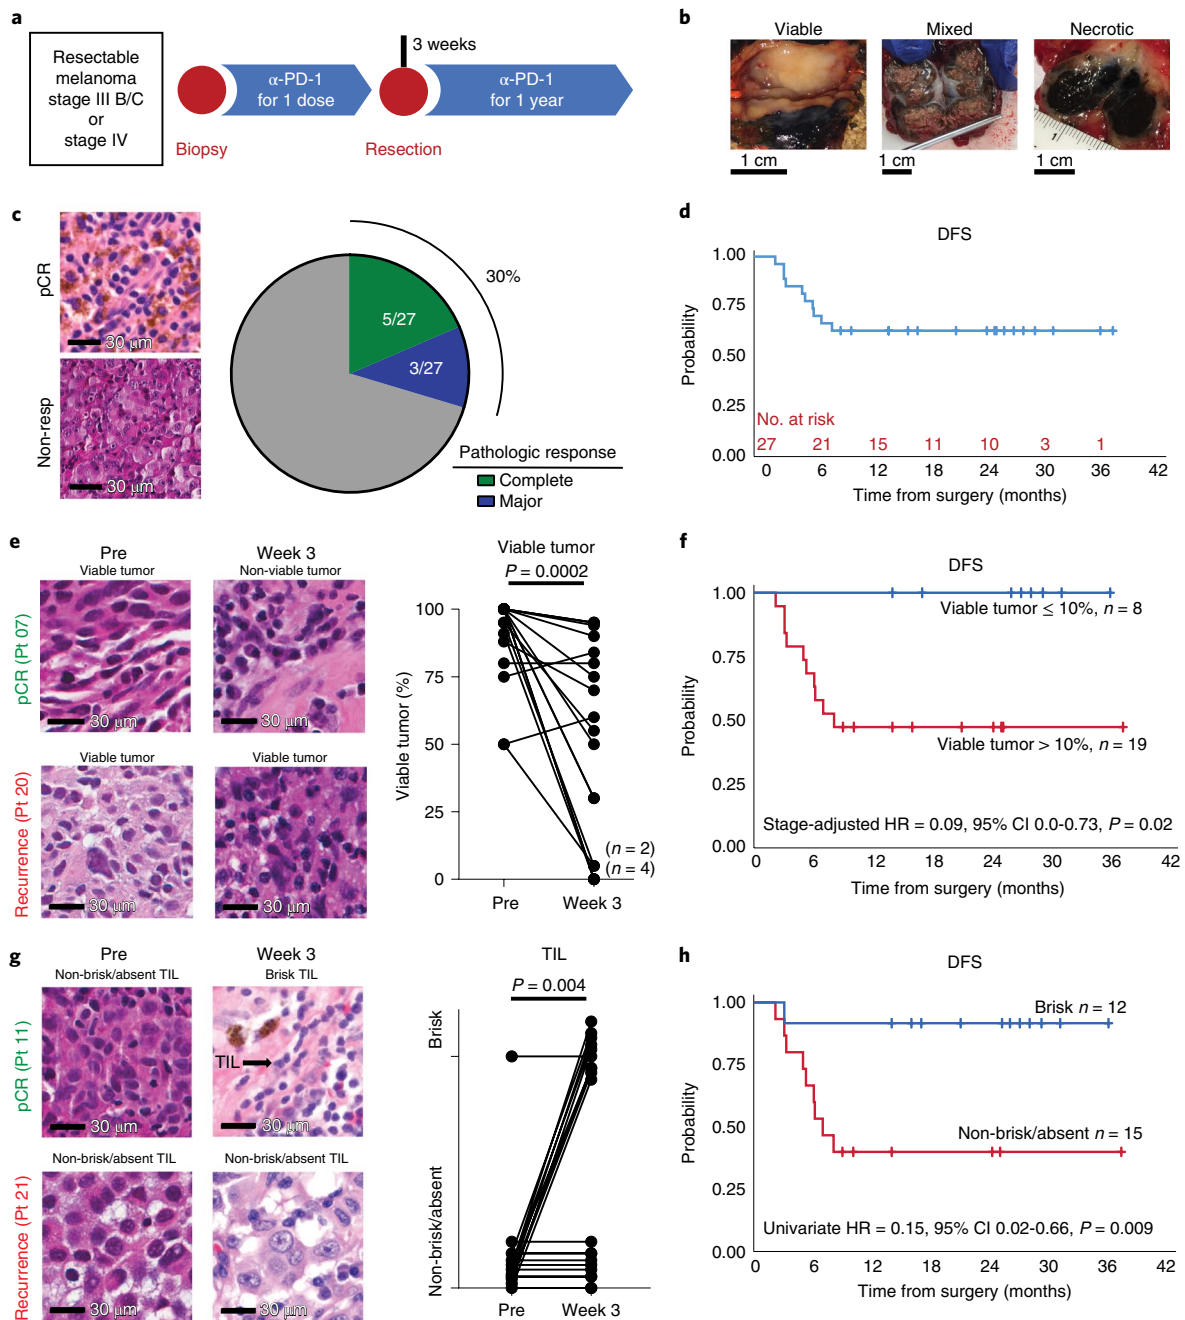 a
Resectable
melanoma
stage III B/C
or
stage IV
Biopsy
α-PD-1
for 1 dose
3 weeks
Resection
α-PD-1
for 1 year
b
Viable
Mixed
Necrotic
1
1 cm
1 cm
1 cm
c
pCR
30 μm
Non-resp
30 μm
5/27
3/27
30%
Pathologic response
Complete
Major
d
DFS
Probability
1.00
0.75
0.50
0.25
0.00
No. at risk
27 21 15 11 10 3 1
0 6 12 18 24 30 36 42
Time from surgery (months)
e
Pre
Week 3
pCR (Pt 07)
Viable tumor
Non-viable tumor
30 μm
30 μm
Recurrence (Pt 20)
Viable tumor
Viable tumor
30 μm
30 μm
Viable tumor
P = 0.0002
Viable tumor (%)
100
75
50
25
0
(n = 2)
(n = 4)
Pre
Week 3
f
DFS
Probability
1.00
0.75
0.50
0.25
0.00
Viable tumor ≤ 10%, n = 8
Viable tumor > 10%, n = 19
Stage-adjusted HR = 0.09, 95% CI 0.0-0.73, P = 0.02
0 6 12 18 24 30 36 42
Time from surgery (months)
g
Pre
Week 3
pCR (Pt 11)
Non-brisk/absent TIL
Brisk TIL
TIL
30 μm
30 μm
Recurrence (Pt 21)
Non-brisk/absent TIL
Non-brisk/absent TIL
30 μm
30 μm
TIL
P = 0.004
Brisk
Non-brisk/absent
Pre
Week 3
h
DFS
Probability
1.00
0.75
0.50
0.25
0.00
Brisk n = 12
Non-brisk/absent n = 15
Univariate HR = 0.15, 95% CI 0.02-0.66, P = 0.009
0 6 12 18 24 30 36 42
Time from surgery (months)